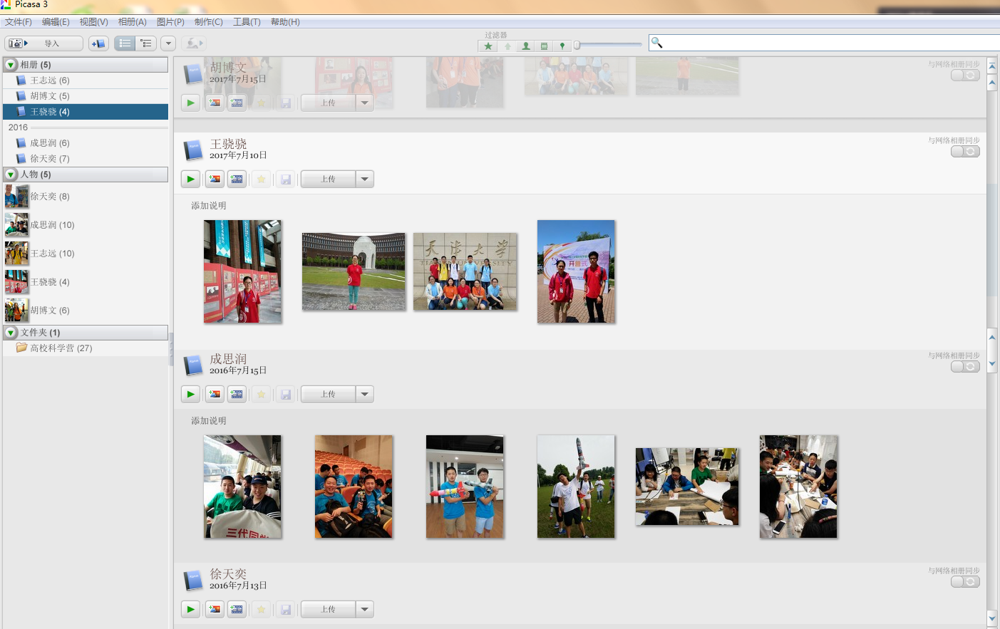 Picasa 3
文件(F) 编辑(E) 视图(V) 相册(A) 图片(P) 制作(C) 工具(T) 帮助(H)
导入
过滤器
相册 (5)
王志远 (6)
胡博文 (5)
王骁骁 (4)
2016
成思润 (6)
徐天奕 (7)
人物 (5)
徐天奕 (8)
成思润 (10)
王志远 (10)
王骁骁 (4)
胡博文 (6)
文件夹 (1)
高校科学营 (27)
胡博文
2017年7月15日
与网络相册同步
上传
王骁骁
2017年7月10日
与网络相册同步
上传
添加说明
天津大学
开营式
成思润
2016年7月15日
与网络相册同步
上传
添加说明
三代同
徐天奕
2016年7月13日
与网络相册同步
上传